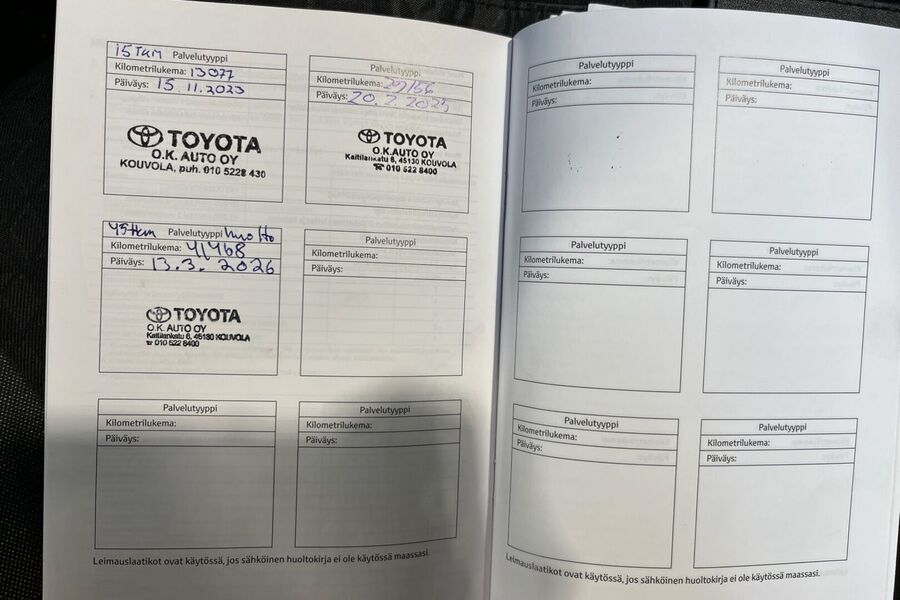 15 TKM Palvelutyyppi
Kilometrilukema: 13077
Päiväys: 15.11.2023
TOYOTA
O.K. AUTO OY
KOUVOLA, puh. 010 5228 430
Palvelutyyppi
Kilometrilukema:
Päiväys: 20.2.2025
TOYOTA
O.K.AUTO OY
Kaitilankatu 6, 45130 KOUVOLA
☎ 010 522 8400
45tkm Palvelutyyppi huolto
Kilometrilukema: 41468
Päiväys: 13.3.2026
TOYOTA
O.K. AUTO OY
Kaitilankatu 6, 45130 KOUVOLA
☎ 010 522 8400
Palvelutyyppi
Kilometrilukema:
Päiväys:
Palvelutyyppi
Kilometrilukema:
Päiväys:
Palvelutyyppi
Kilometrilukema:
Päiväys:
Leimauslaatikot ovat käytössä, jos sähköinen huoltokirja ei ole käytössä maassasi.
Palvelutyyppi
Kilometrilukema:
Päiväys:
Palvelutyyppi
Kilometrilukema:
Päiväys:
Palvelutyyppi
Kilometrilukema:
Päiväys:
Palvelutyyppi
Kilometrilukema:
Päiväys:
Palvelutyyppi
Kilometrilukema:
Päiväys:
Palvelutyyppi
Kilometrilukema:
Päiväys:
Leimauslaatikot ovat käytössä, jos sähköinen huoltokirja ei ole käytössä maassasi.